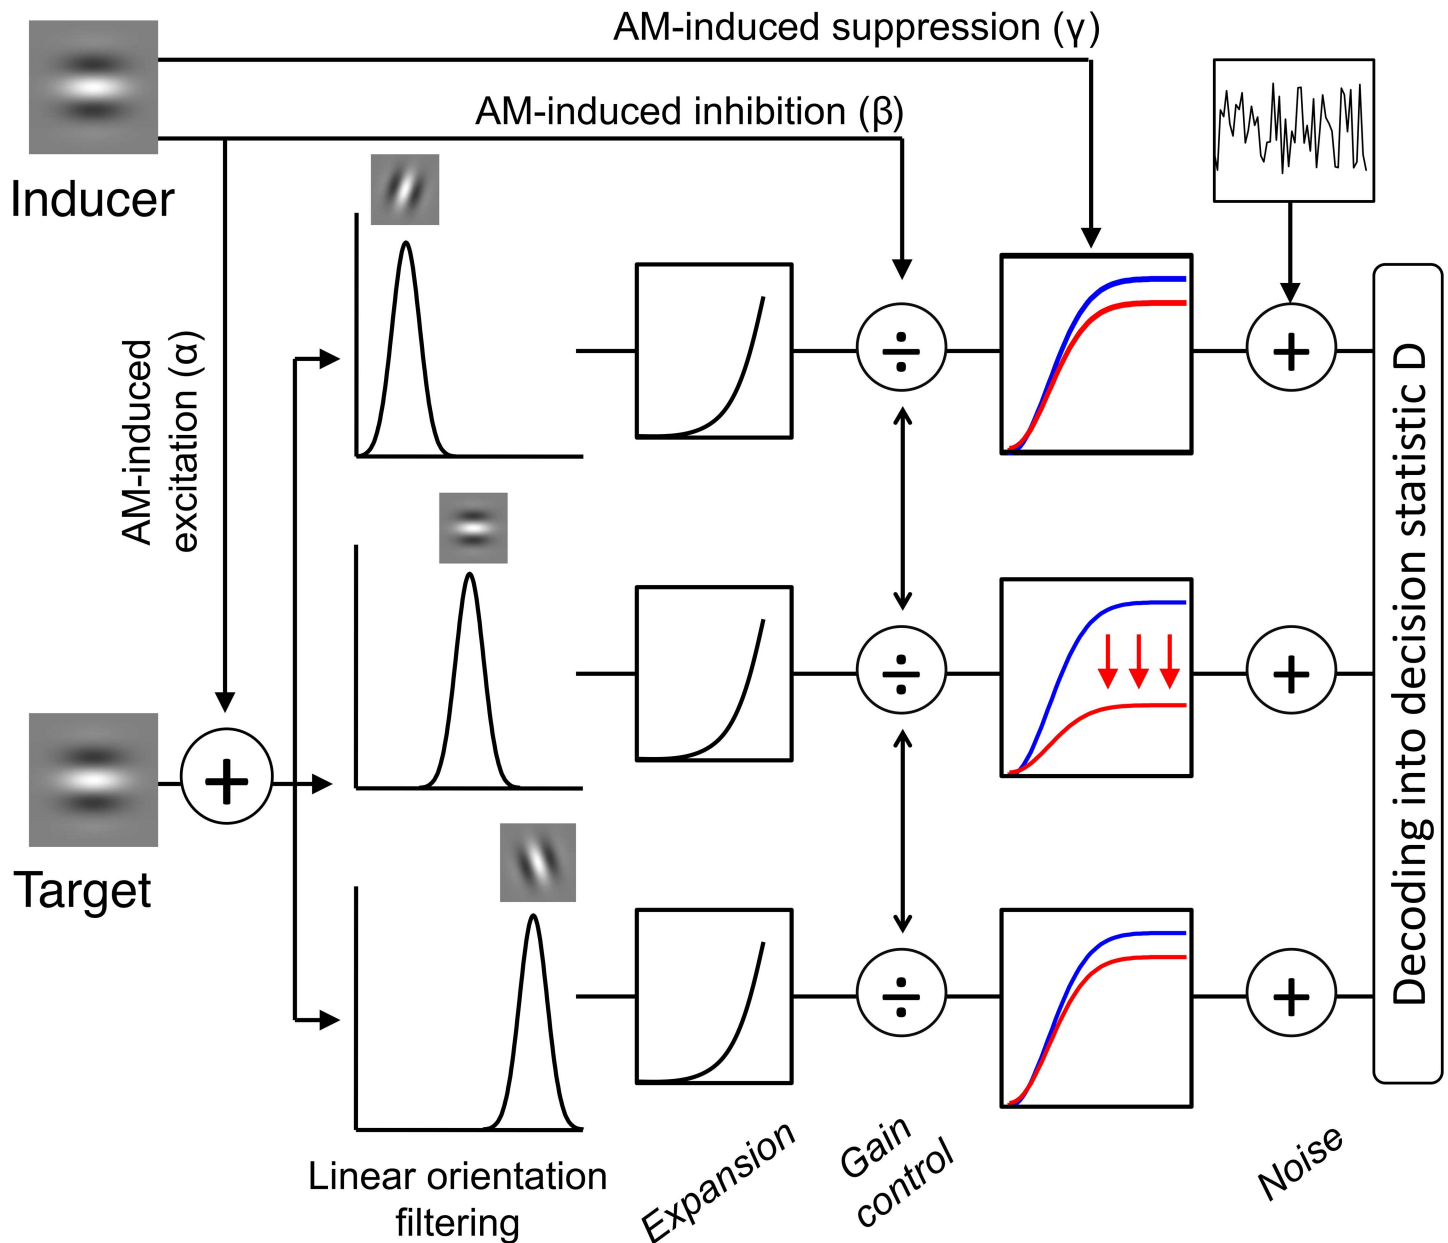 AM-induced suppression (γ)
AM-induced inhibition (β)
Inducer
AM-induced
excitation (α)
Target
Linear orientation
filtering
Expansion
Gain
control
Noise
Decoding into decision statistic D